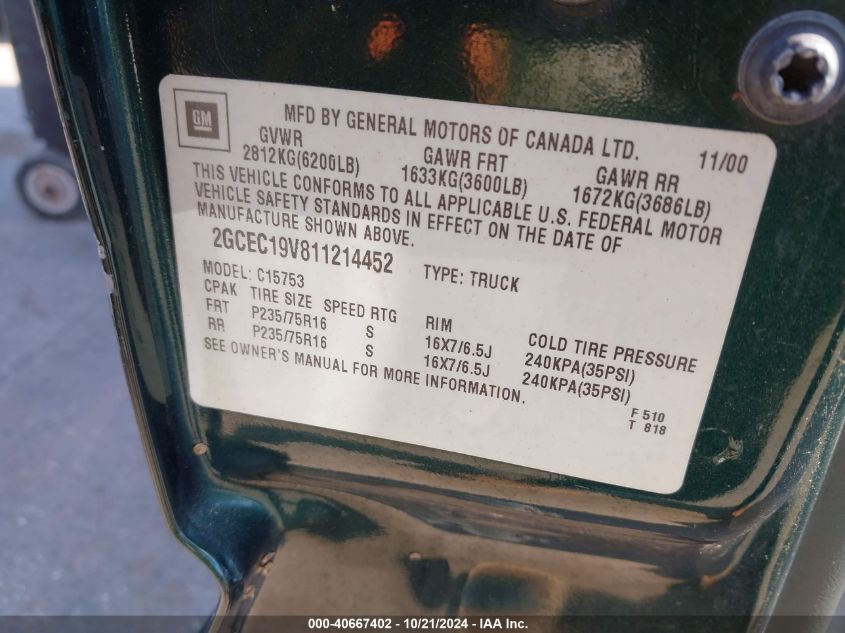 GM
MFD BY GENERAL MOTORS OF CANADA LTD. 11/00
GVWR GAWR FRT GAWR RR
2812KG(6200LB) 1633KG(3600LB) 1672KG(3686LB)
THIS VEHICLE CONFORMS TO ALL APPLICABLE U.S. FEDERAL MOTOR
VEHICLE SAFETY STANDARDS IN EFFECT ON THE DATE OF
MANUFACTURE SHOWN ABOVE.
2GCEC19V811214452 TYPE: TRUCK
MODEL: C15753
CPAK TIRE SIZE SPEED RTG RIM COLD TIRE PRESSURE
FRT P235/75R16 S 16X7/6.5J 240KPA(35PSI)
RR P235/75R16 S 16X7/6.5J 240KPA(35PSI)
SEE OWNER'S MANUAL FOR MORE INFORMATION.
F 510
T 818
000-40667402 - 10/21/2024 - IAA Inc.